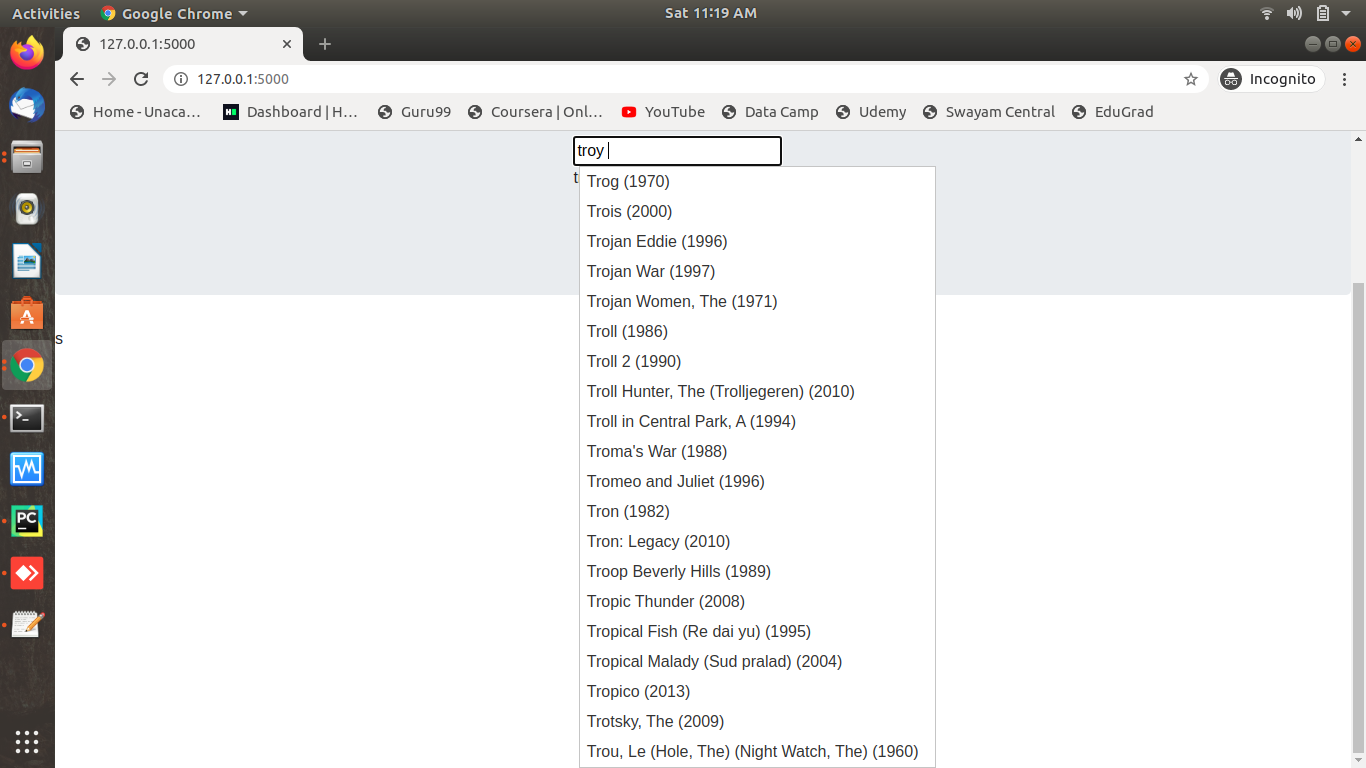 Activities Google Chrome Sat 11:19 AM
127.0.0.1:5000
127.0.0.1:5000 Incognito
Home - Unaca… Dashboard | H… Guru99 Coursera | Onl… YouTube Data Camp Udemy Swayam Central EduGrad
troy
t
Trog (1970)
Trois (2000)
Trojan Eddie (1996)
Trojan War (1997)
Trojan Women, The (1971)
Troll (1986)
s
Troll 2 (1990)
Troll Hunter, The (Trolljegeren) (2010)
Troll in Central Park, A (1994)
Troma's War (1988)
Tromeo and Juliet (1996)
Tron (1982)
Tron: Legacy (2010)
Troop Beverly Hills (1989)
Tropic Thunder (2008)
Tropical Fish (Re dai yu) (1995)
Tropical Malady (Sud pralad) (2004)
Tropico (2013)
Trotsky, The (2009)
Trou, Le (Hole, The) (Night Watch, The) (1960)
PC